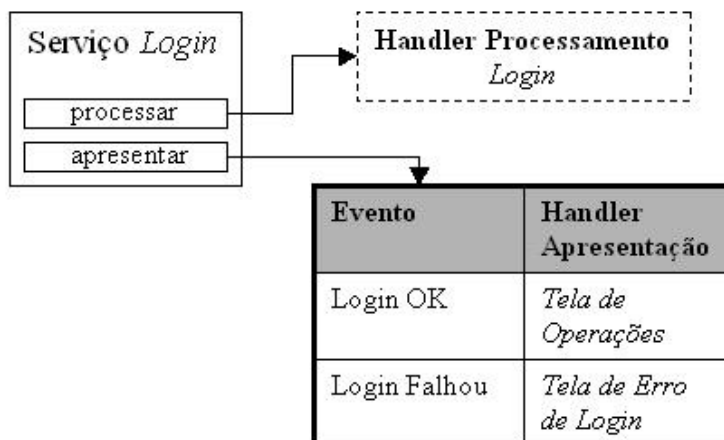 Serviço Login
processar
apresentar
Handler Processamento
Login
Evento
Handler
Apresentação
Login OK
Tela de
Operações
Login Falhou
Tela de Erro
de Login